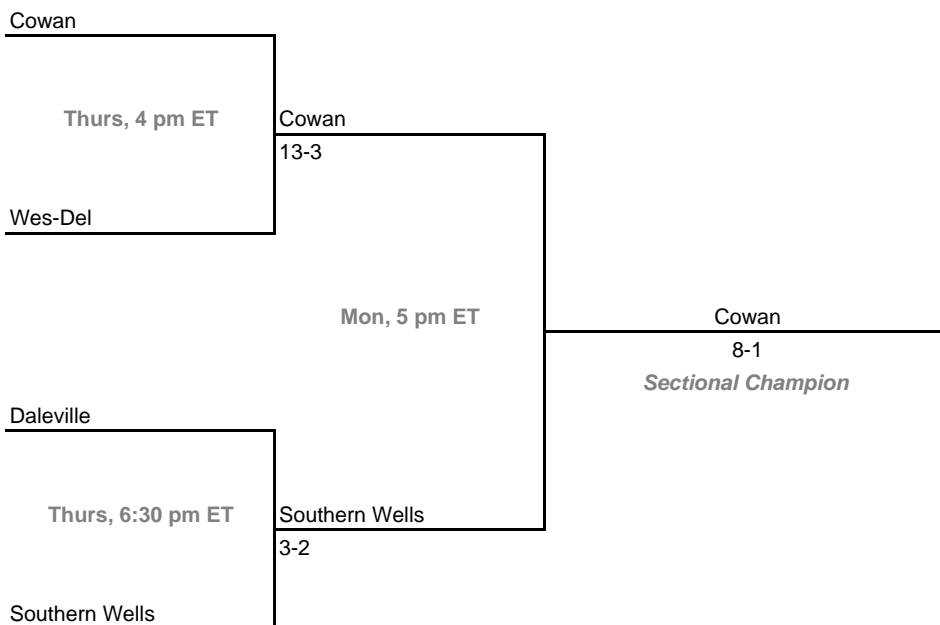 Cowan
Thurs, 4 pm ET
Cowan
13-3
Wes-Del
Mon, 5 pm ET
Cowan
8-1
Sectional Champion
Daleville
Thurs, 6:30 pm ET
Southern Wells
3-2
Southern Wells